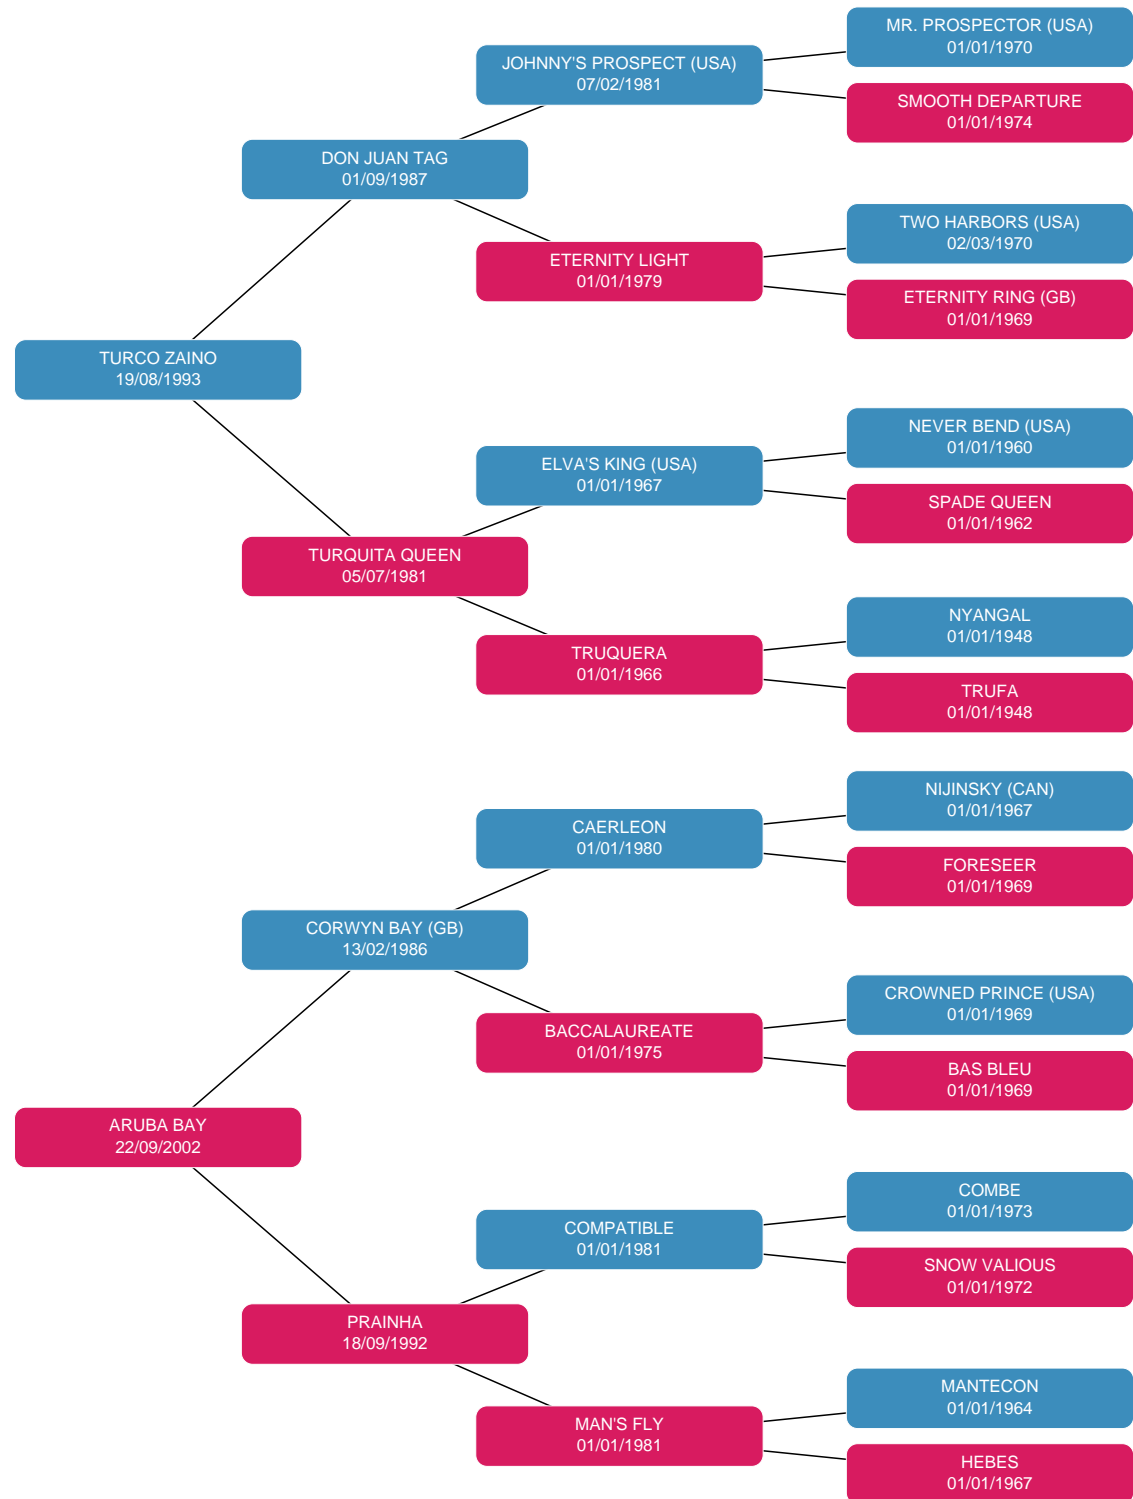 MR. PROSPECTOR (USA)
01/01/1970
JOHNNY'S PROSPECT (USA)
07/02/1981
SMOOTH DEPARTURE
01/01/1974
DON JUAN TAG
01/09/1987
TWO HARBORS (USA)
02/03/1970
ETERNITY LIGHT
01/01/1979
ETERNITY RING (GB)
01/01/1969
TURCO ZAINO
19/08/1993
NEVER BEND (USA)
01/01/1960
ELVA'S KING (USA)
01/01/1967
SPADE QUEEN
01/01/1962
TURQUITA QUEEN
05/07/1981
NYANGAL
01/01/1948
TRUQUERA
01/01/1966
TRUFA
01/01/1948
NIJINSKY (CAN)
01/01/1967
CAERLEON
01/01/1980
FORESEER
01/01/1969
CORWYN BAY (GB)
13/02/1986
CROWNED PRINCE (USA)
01/01/1969
BACCALAUREATE
01/01/1975
BAS BLEU
01/01/1969
ARUBA BAY
22/09/2002
COMBE
01/01/1973
COMPATIBLE
01/01/1981
SNOW VALIOUS
01/01/1972
PRAINHA
18/09/1992
MANTECON
01/01/1964
MAN'S FLY
01/01/1981
HEBES
01/01/1967